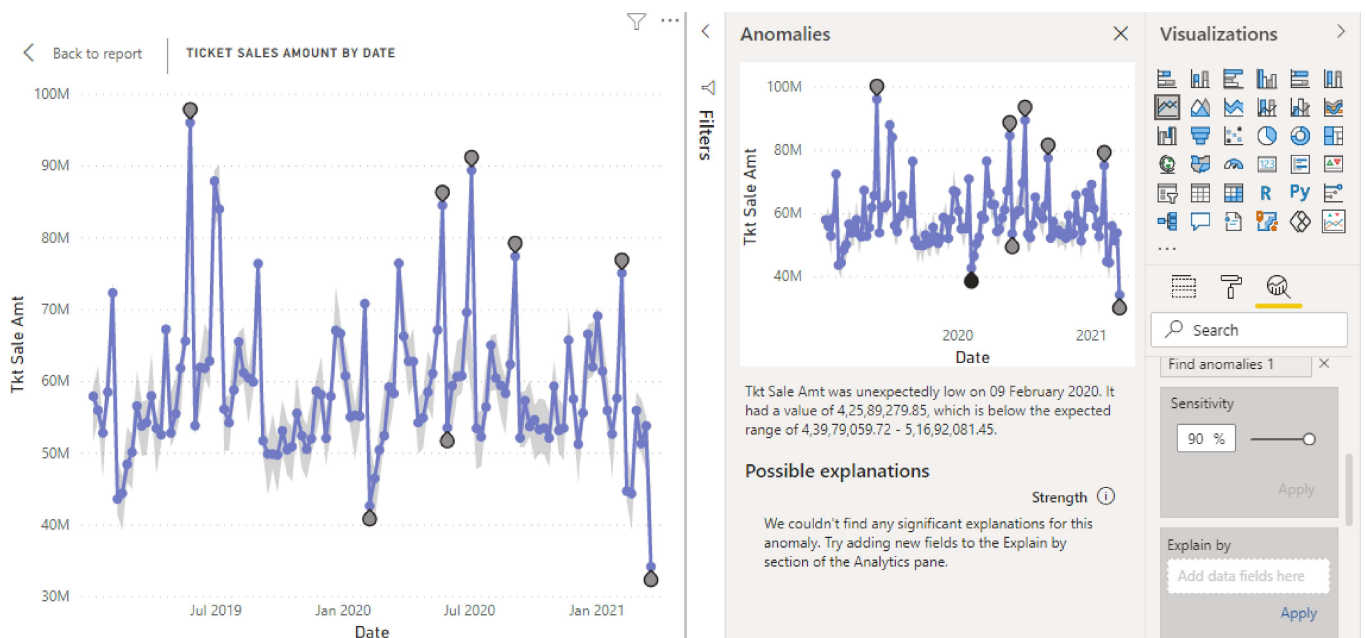 Back to report
TICKET SALES AMOUNT BY DATE
100M
90M
80M
70M
60M
50M
40M
30M
Tkt Sale Amt
Jul 2019
Jan 2020
Jul 2020
Jan 2021
Date
Filters
Anomalies
100M
80M
60M
40M
Tkt Sale Amt
2020
2021
Date
Tkt Sale Amt was unexpectedly low on 09 February 2020. It
had a value of 4,25,89,279.85, which is below the expected
range of 4,39,79,059.72 - 5,16,92,081.45.
Possible explanations
Strength
We couldn't find any significant explanations for this
anomaly. Try adding new fields to the Explain by
section of the Analytics pane.
Visualizations
123
R
Py
Search
Find anomalies 1
Sensitivity
90 %
Apply
Explain by
Add data fields here
Apply